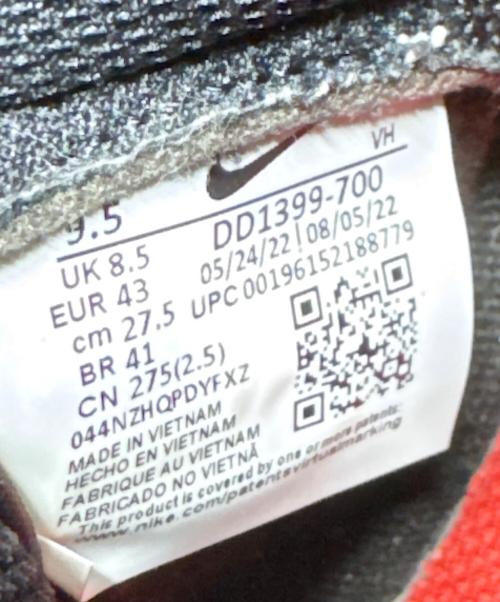 VH
9.5
UK 8.5
EUR 43
cm 27.5
BR 41
CN 275(2.5)
DD1399-700
05/24/22 | 08/05/22
UPC 00196152188779
044NZHQPDYFXZ
MADE IN VIETNAM
HECHO EN VIETNAM
FABRIQUE AU VIETNAM
FABRICADO NO VIETNÃ
This product is covered by one or more patents:
www.nike.com/patentsvirtualmarking